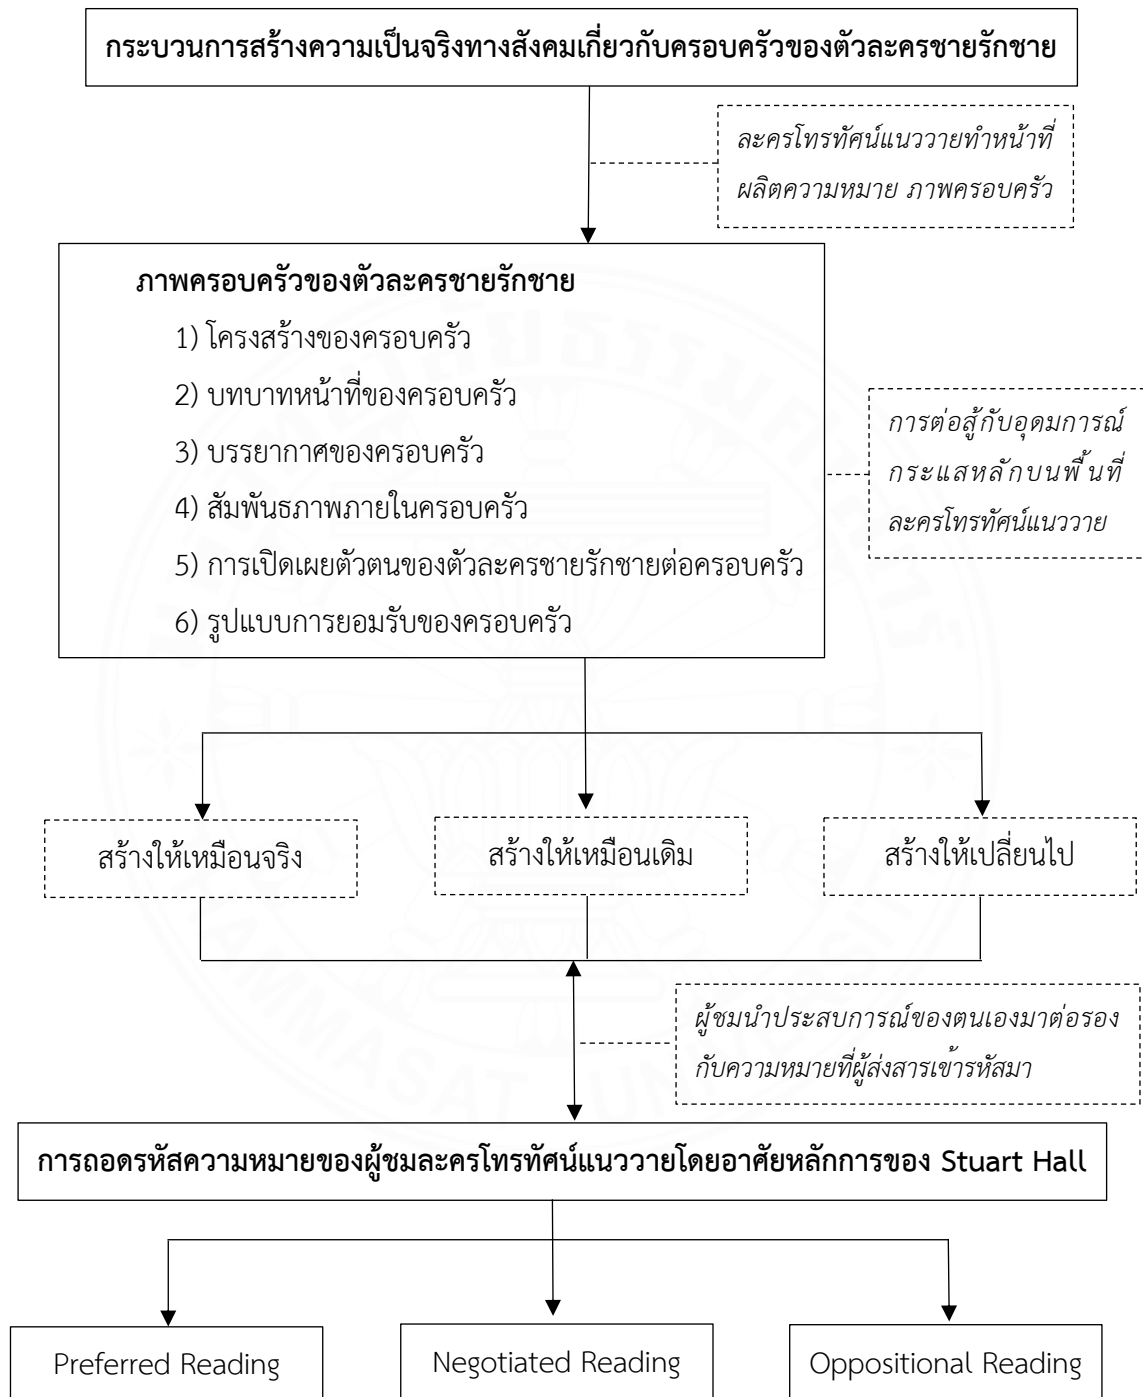 กระบวนการสร้างความเป็นจริงทางสังคมเกี่ยวกับครอบครัวของตัวละครชายรักชาย
ละครโทรทัศน์แนววายทำหน้าที่
ผลิตความหมาย ภาพครอบครัว
ภาพครอบครัวของตัวละครชายรักชาย
1) โครงสร้างของครอบครัว
2) บทบาทหน้าที่ของครอบครัว
3) บรรยากาศของครอบครัว
4) สัมพันธภาพภายในครอบครัว
5) การเปิดเผยตัวตนของตัวละครชายรักชายต่อครอบครัว
6) รูปแบบการยอมรับของครอบครัว
การต่อสู้กับอุดมการณ์
กระแสหลักบนพื้นที่
ละครโทรทัศน์แนววาย
สร้างให้เหมือนจริง
สร้างให้เหมือนเดิม
สร้างให้เปลี่ยนไป
ผู้ชมนำประสบการณ์ของตนเองมาต่อรอง
กับความหมายที่ผู้ส่งสารเข้ารหัสมา
การถอดรหัสความหมายของผู้ชมละครโทรทัศน์แนววายโดยอาศัยหลักการของ Stuart Hall
Preferred Reading
Negotiated Reading
Oppositional Reading